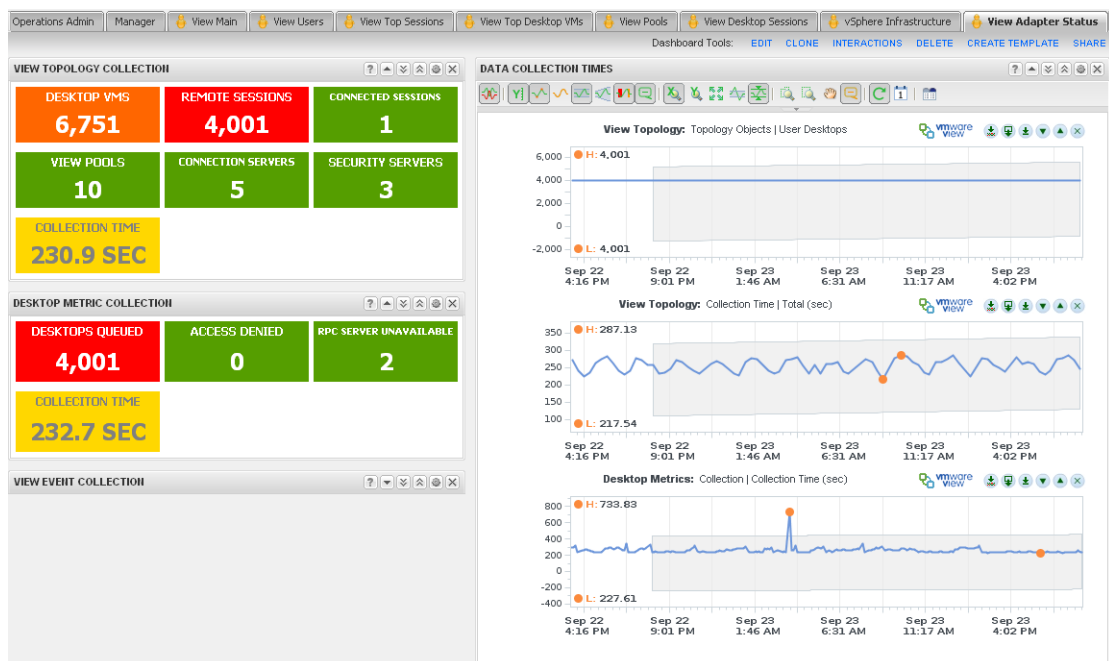 Operations Admin Manager View Main View Users View Top Sessions View Top Desktop VMs View Pools View Desktop Sessions vSphere Infrastructure View Adapter Status
Dashboard Tools: EDIT CLONE INTERACTIONS DELETE CREATE TEMPLATE SHARE
VIEW TOPOLOGY COLLECTION
DESKTOP VMS REMOTE SESSIONS CONNECTED SESSIONS
6,751 4,001 1
VIEW POOLS CONNECTION SERVERS SECURITY SERVERS
10 5 3
COLLECTION TIME
230.9 SEC
DESKTOP METRIC COLLECTION
DESKTOPS QUEUED ACCESS DENIED RPC SERVER UNAVAILABLE
4,001 0 2
COLLECITON TIME
232.7 SEC
VIEW EVENT COLLECTION
DATA COLLECTION TIMES
View Topology: Topology Objects | User Desktops
vmware
view
H: 4,001
6,000
4,000
2,000
0
-2,000
L: 4,001
Sep 22 Sep 22 Sep 23 Sep 23 Sep 23 Sep 23
4:16 PM 9:01 PM 1:46 AM 6:31 AM 11:17 AM 4:02 PM
View Topology: Collection Time | Total (sec)
vmware
view
H: 287.13
350
300
250
200
150
100
L: 217.54
Sep 22 Sep 22 Sep 23 Sep 23 Sep 23 Sep 23
4:16 PM 9:01 PM 1:46 AM 6:31 AM 11:17 AM 4:02 PM
Desktop Metrics: Collection | Collection Time (sec)
vmware
view
H: 733.83
800
600
400
200
0
-200
-400
L: 227.61
Sep 22 Sep 22 Sep 23 Sep 23 Sep 23 Sep 23
4:16 PM 9:01 PM 1:46 AM 6:31 AM 11:17 AM 4:02 PM